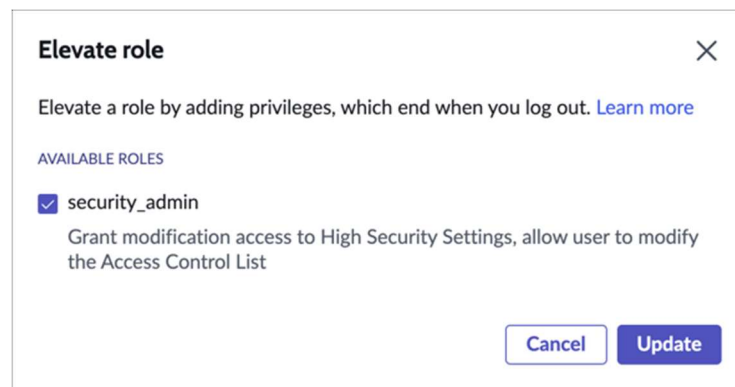 Elevate role
Elevate a role by adding privileges, which end when you log out. Learn more
AVAILABLE ROLES
security_admin
Grant modification access to High Security Settings, allow user to modify
the Access Control List
Cancel Update